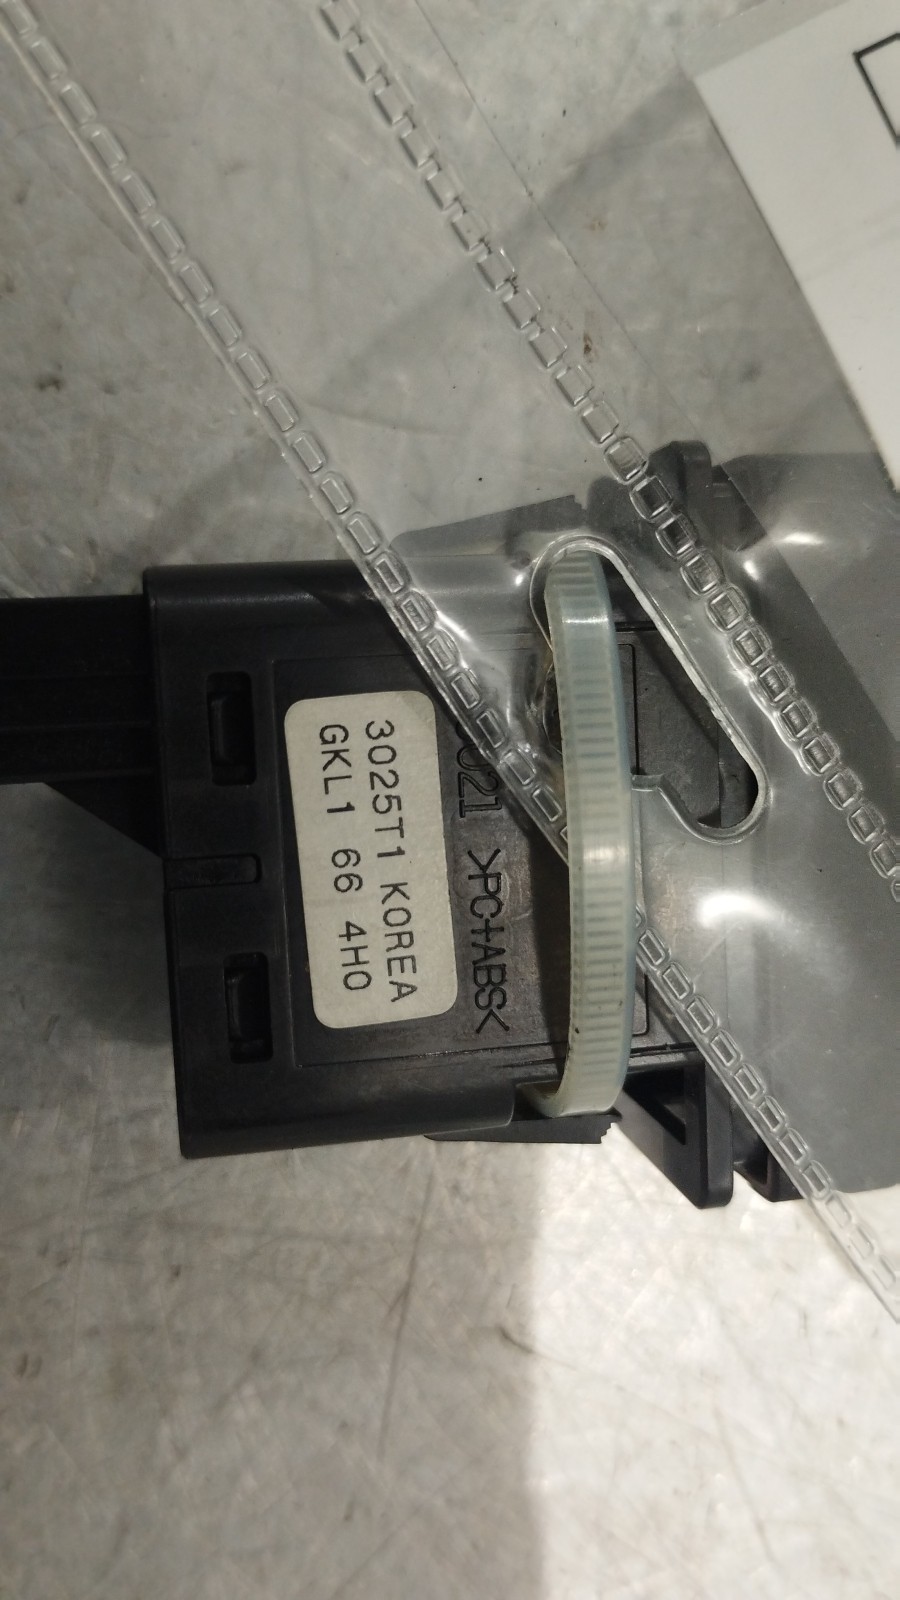 3025T1 KOREA
GKL1 66 4H0
>PC+ABS<